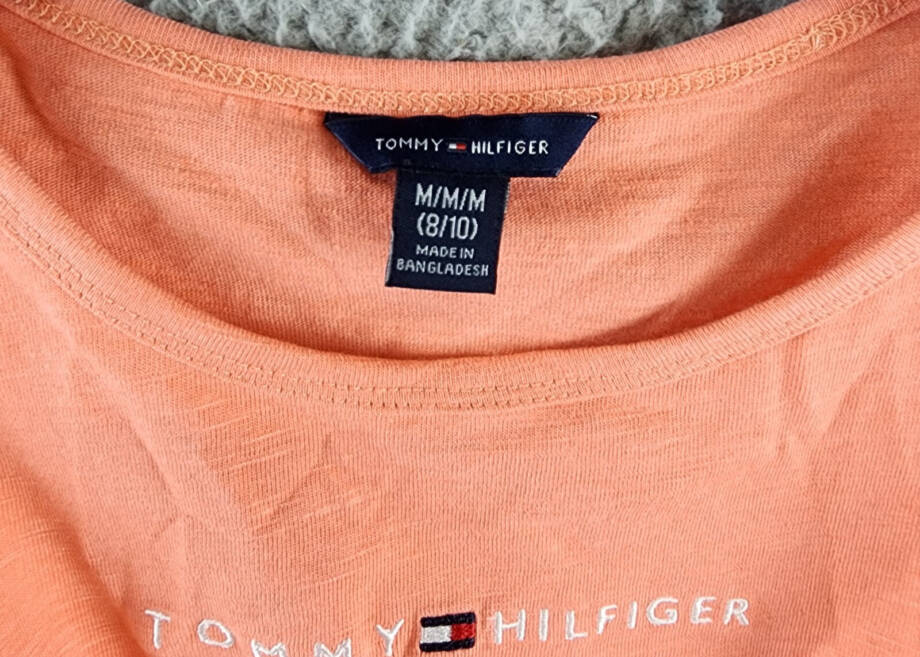 TOMMY HILFIGER
M/M/M
(8/10)
MADE IN
BANGLADESH
TOMMY HILFIGER